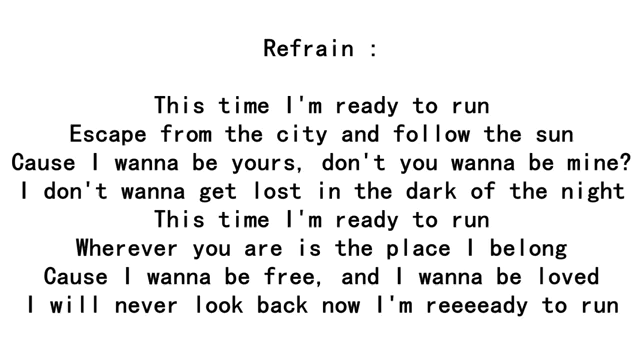 Refrain :
This time I'm ready to run
Escape from the city and follow the sun
Cause I wanna be yours, don't you wanna be mine?
I don't wanna get lost in the dark of the night
This time I'm ready to run
Wherever you are is the place I belong
Cause I wanna be free, and I wanna be loved
I will never look back now I'm reeeeady to run